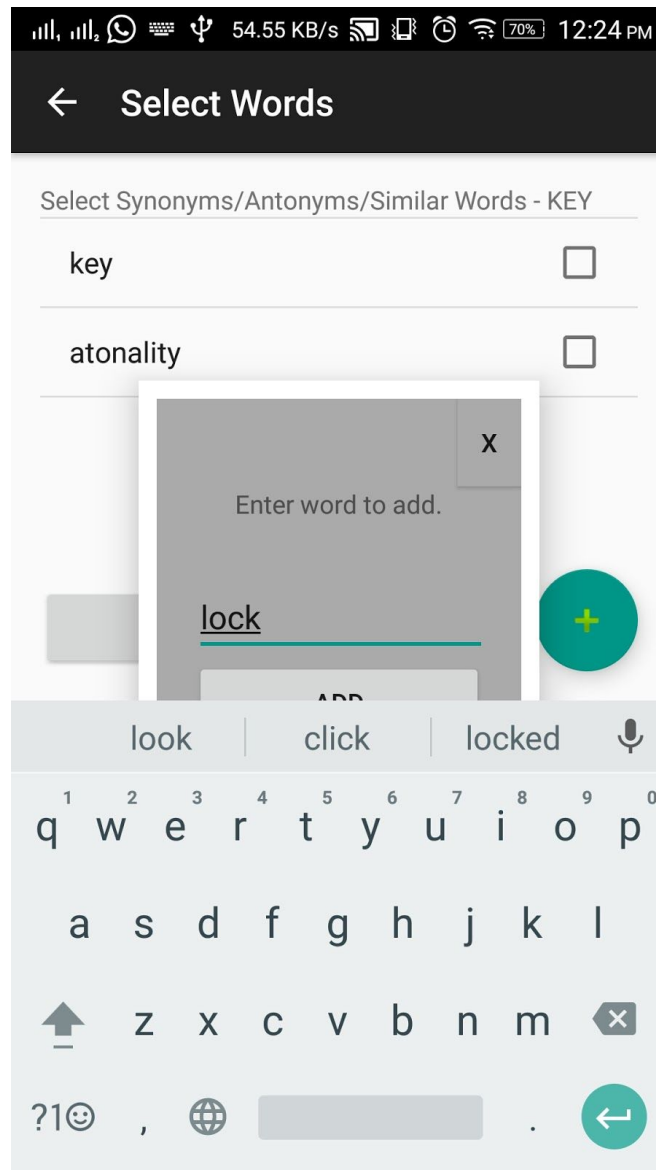 54.55 KB/s 70% 12:24 PM
Select Words
Select Synonyms/Antonyms/Similar Words - KEY
key
atonality
X
Enter word to add.
lock
ADD
look click locked
1 2 3 4 5 6 7 8 9 0
q w e r t y u i o p
a s d f g h j k l
z x c v b n m
?1☺ , .